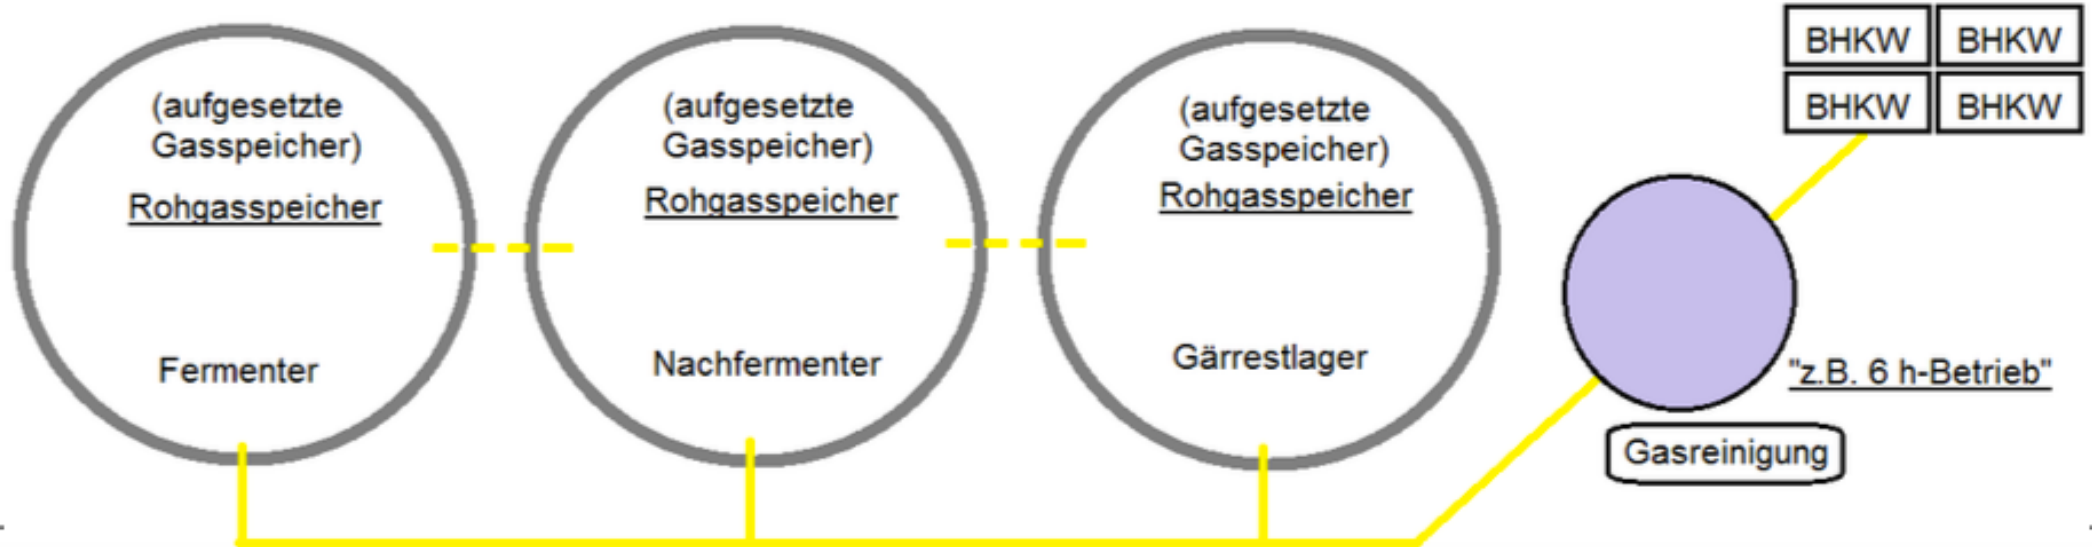 (aufgesetzte
Gasspeicher)
Rohgasspeicher
Fermenter
(aufgesetzte
Gasspeicher)
Rohgasspeicher
Nachfermenter
(aufgesetzte
Gasspeicher)
Rohgasspeicher
Gärrestlager
BHKW BHKW
BHKW BHKW
"z.B. 6 h-Betrieb"
Gasreinigung